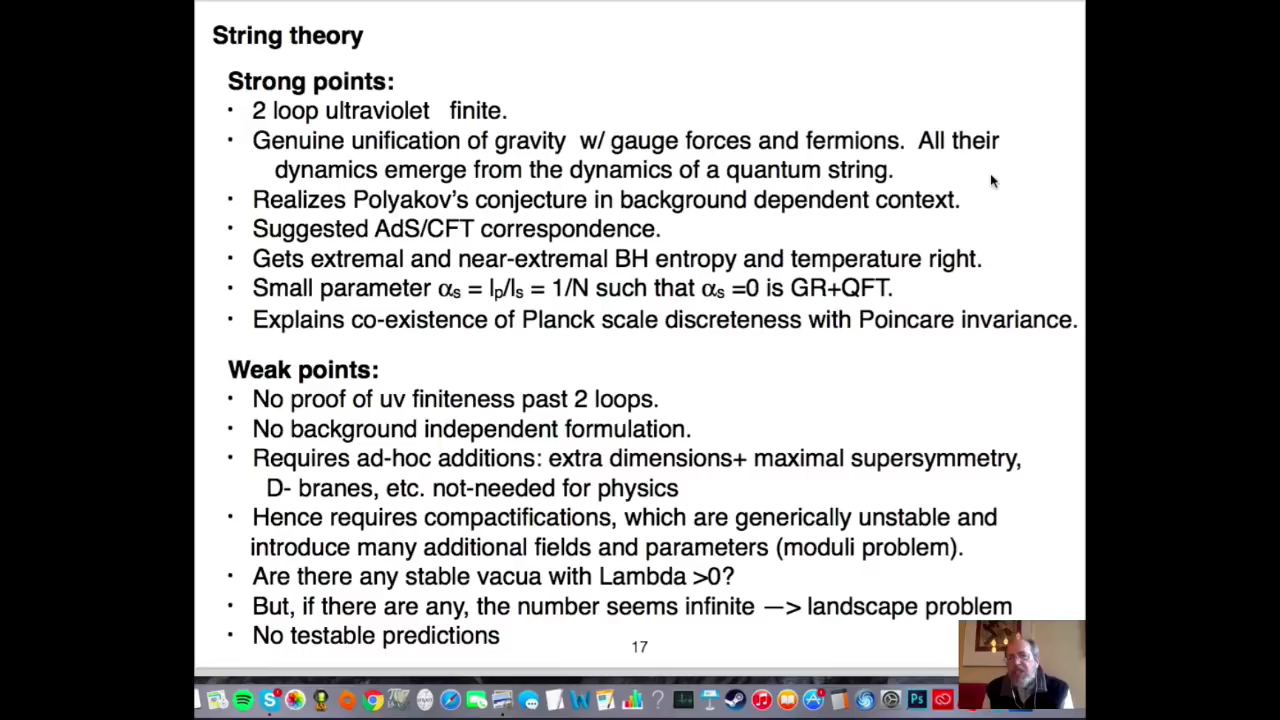 String theory
Strong points:
· 2 loop ultraviolet finite.
· Genuine unification of gravity w/ gauge forces and fermions. All their
dynamics emerge from the dynamics of a quantum string.
· Realizes Polyakov's conjecture in background dependent context.
· Suggested AdS/CFT correspondence.
· Gets extremal and near-extremal BH entropy and temperature right.
· Small parameter αs = lp/ls = 1/N such that αs =0 is GR+QFT.
· Explains co-existence of Planck scale discreteness with Poincare invariance.
Weak points:
· No proof of uv finiteness past 2 loops.
· No background independent formulation.
· Requires ad-hoc additions: extra dimensions+ maximal supersymmetry,
D- branes, etc. not-needed for physics
· Hence requires compactifications, which are generically unstable and
introduce many additional fields and parameters (moduli problem).
· Are there any stable vacua with Lambda >0?
· But, if there are any, the number seems infinite —> landscape problem
· No testable predictions
17
Ps